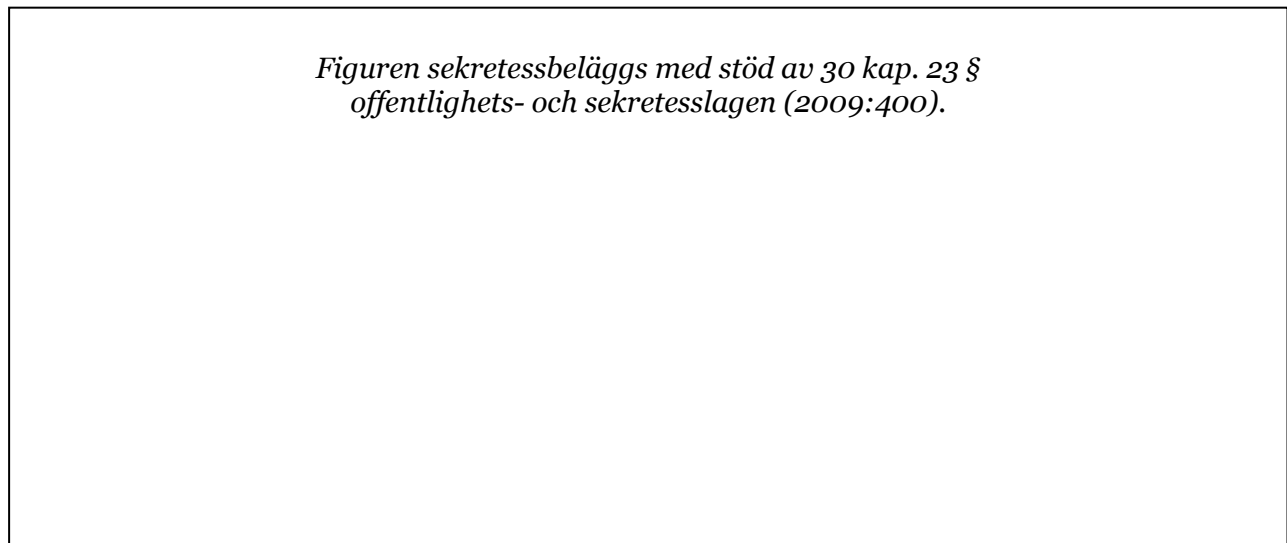 Figuren sekretessbeläggs med stöd av 30 kap. 23 §
offentlighets- och sekretesslagen (2009:400).